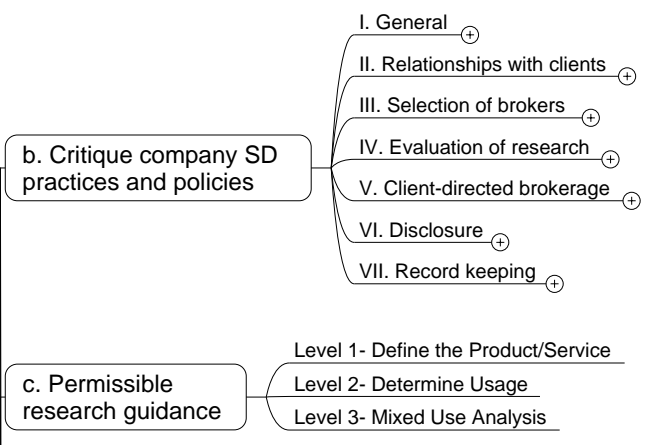 I. General
II. Relationships with clients
III. Selection of brokers
IV. Evaluation of research
b. Critique company SD
practices and policies
V. Client-directed brokerage
VI. Disclosure
VII. Record keeping
Level 1- Define the Product/Service
c. Permissible
research guidance
Level 2- Determine Usage
Level 3- Mixed Use Analysis